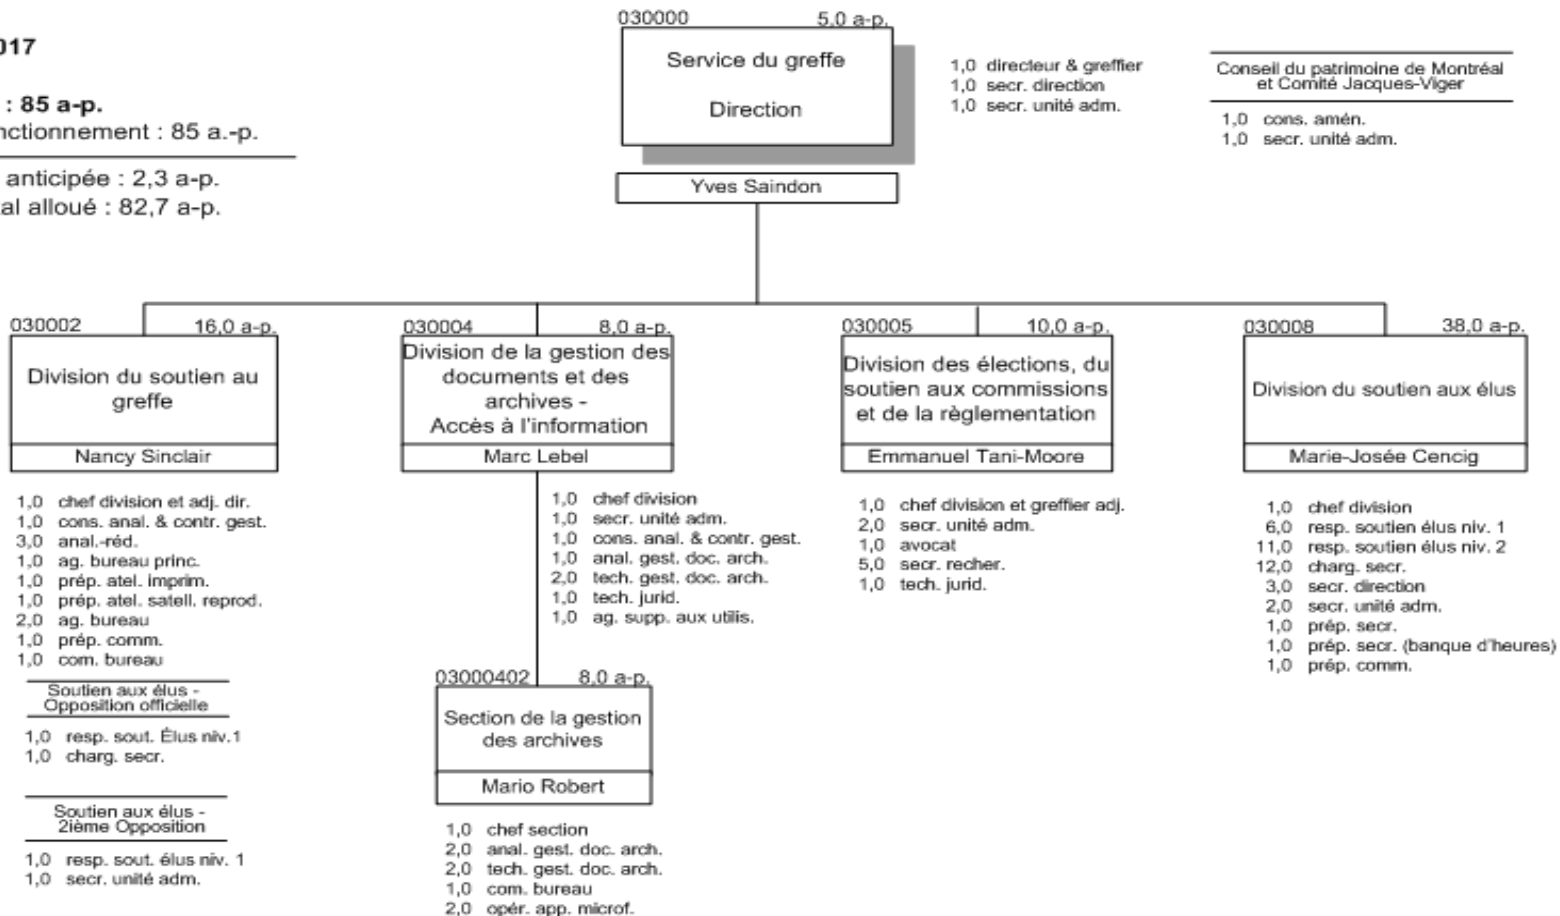 017
: 85 a-p.
nctionnement : 85 a.-p.
anticipée : 2,3 a-p.
al alloué : 82,7 a-p.
030000 5,0 a-p.
Service du greffe
Direction
Yves Saindon
1,0 directeur & greffier
1,0 secr. direction
1,0 secr. unité adm.
Conseil du patrimoine de Montréal
et Comité Jacques-Viger
1,0 cons. amén.
1,0 secr. unité adm.
030002 16,0 a-p.
Division du soutien au
greffe
Nancy Sinclair
1,0 chef division et adj. dir.
1,0 cons. anal. & contr. gest.
3,0 anal.-réd.
1,0 ag. bureau princ.
1,0 prép. atel. imprim.
1,0 prép. atel. satell. reprod.
2,0 ag. bureau
1,0 prép. comm.
1,0 com. bureau
Soutien aux élus -
Opposition officielle
1,0 resp. sout. Élus niv.1
1,0 charg. secr.
Soutien aux élus -
2ième Opposition
1,0 resp. sout. élus niv. 1
1,0 secr. unité adm.
030004 8,0 a-p.
Division de la gestion des
documents et des
archives -
Accès à l'information
Marc Lebel
1,0 chef division
1,0 secr. unité adm.
1,0 cons. anal. & contr. gest.
1,0 anal. gest. doc. arch.
2,0 tech. gest. doc. arch.
1,0 tech. jurid.
1,0 ag. supp. aux utilis.
03000402 8,0 a-p.
Section de la gestion
des archives
Mario Robert
1,0 chef section
2,0 anal. gest. doc. arch.
2,0 tech. gest. doc. arch.
1,0 com. bureau
2,0 opér. app. microf.
030005 10,0 a-p.
Division des élections, du
soutien aux commissions
et de la règlementation
Emmanuel Tani-Moore
1,0 chef division et greffier adj.
2,0 secr. unité adm.
1,0 avocat
5,0 secr. recher.
1,0 tech. jurid.
030008 38,0 a-p.
Division du soutien aux élus
Marie-Josée Cencig
1,0 chef division
6,0 resp. soutien élus niv. 1
11,0 resp. soutien élus niv. 2
12,0 charg. secr.
3,0 secr. direction
2,0 secr. unité adm.
1,0 prép. secr.
1,0 prép. secr. (banque d'heures)
1,0 prép. comm.